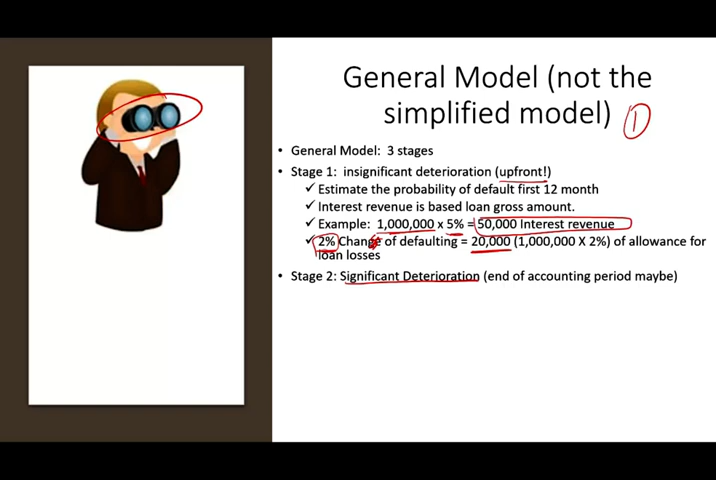 General Model (not the
simplified model) 1
• General Model: 3 stages
• Stage 1: insignificant deterioration (upfront!)
✓ Estimate the probability of default first 12 month
✓ Interest revenue is based loan gross amount.
✓ Example: 1,000,000 x 5% = 50,000 Interest revenue
✓ 2% Change of defaulting = 20,000 (1,000,000 X 2%) of allowance for
loan losses
• Stage 2: Significant Deterioration (end of accounting period maybe)